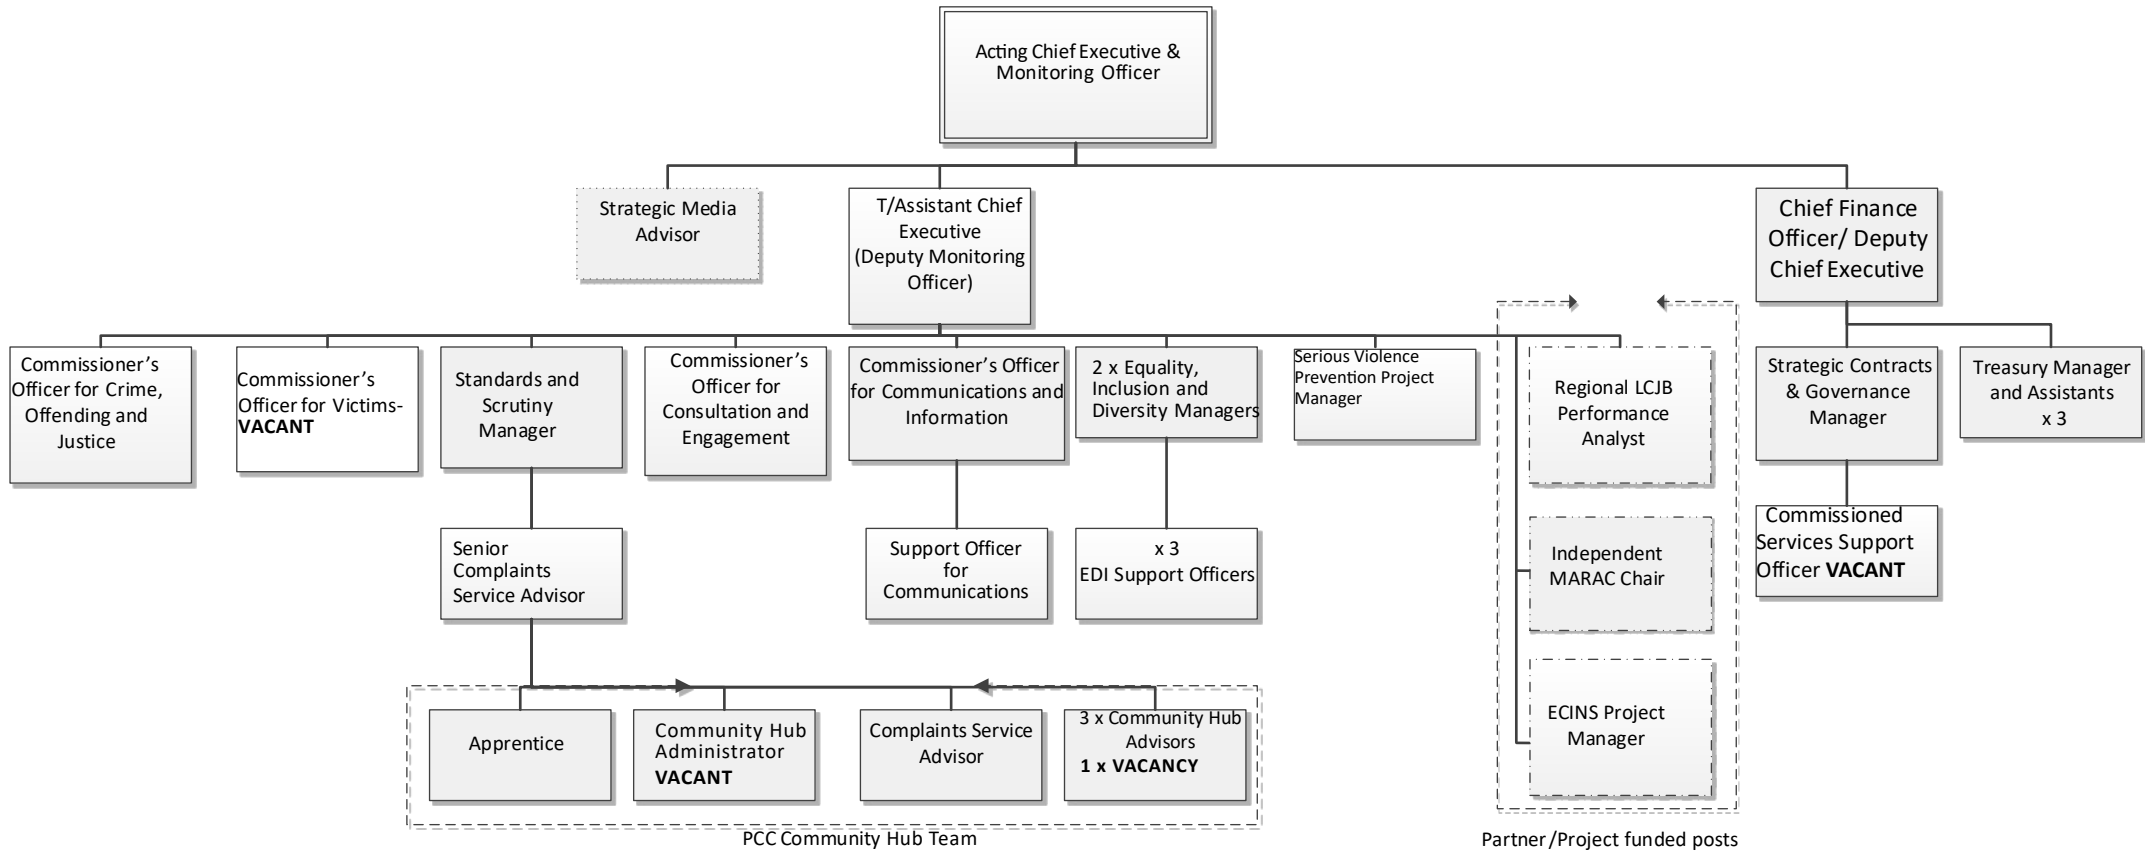 Acting Chief Executive &
Monitoring Officer
Strategic Media
Advisor
T/Assistant Chief
Executive
(Deputy Monitoring
Officer)
Chief Finance
Officer/ Deputy
Chief Executive
Commissioner’s
Officer for Crime,
Offending and
Justice
Commissioner’s
Officer for Victims-
VACANT
Standards and
Scrutiny
Manager
Commissioner’s
Officer for
Consultation and
Engagement
Commissioner’s Officer
for Communications and
Information
2 x Equality,
Inclusion and
Diversity Managers
Serious Violence
Prevention Project
Manager
Regional LCJB
Performance
Analyst
Strategic Contracts
& Governance
Manager
Treasury Manager
and Assistants
x 3
Senior
Complaints
Service Advisor
Support Officer
for
Communications
x 3
EDI Support Officers
Independent
MARAC Chair
Commissioned
Services Support
Officer VACANT
Apprentice
Community Hub
Administrator
VACANT
Complaints Service
Advisor
3 x Community Hub
Advisors
1 x VACANCY
ECINS Project
Manager
PCC Community Hub Team
Partner/Project funded posts